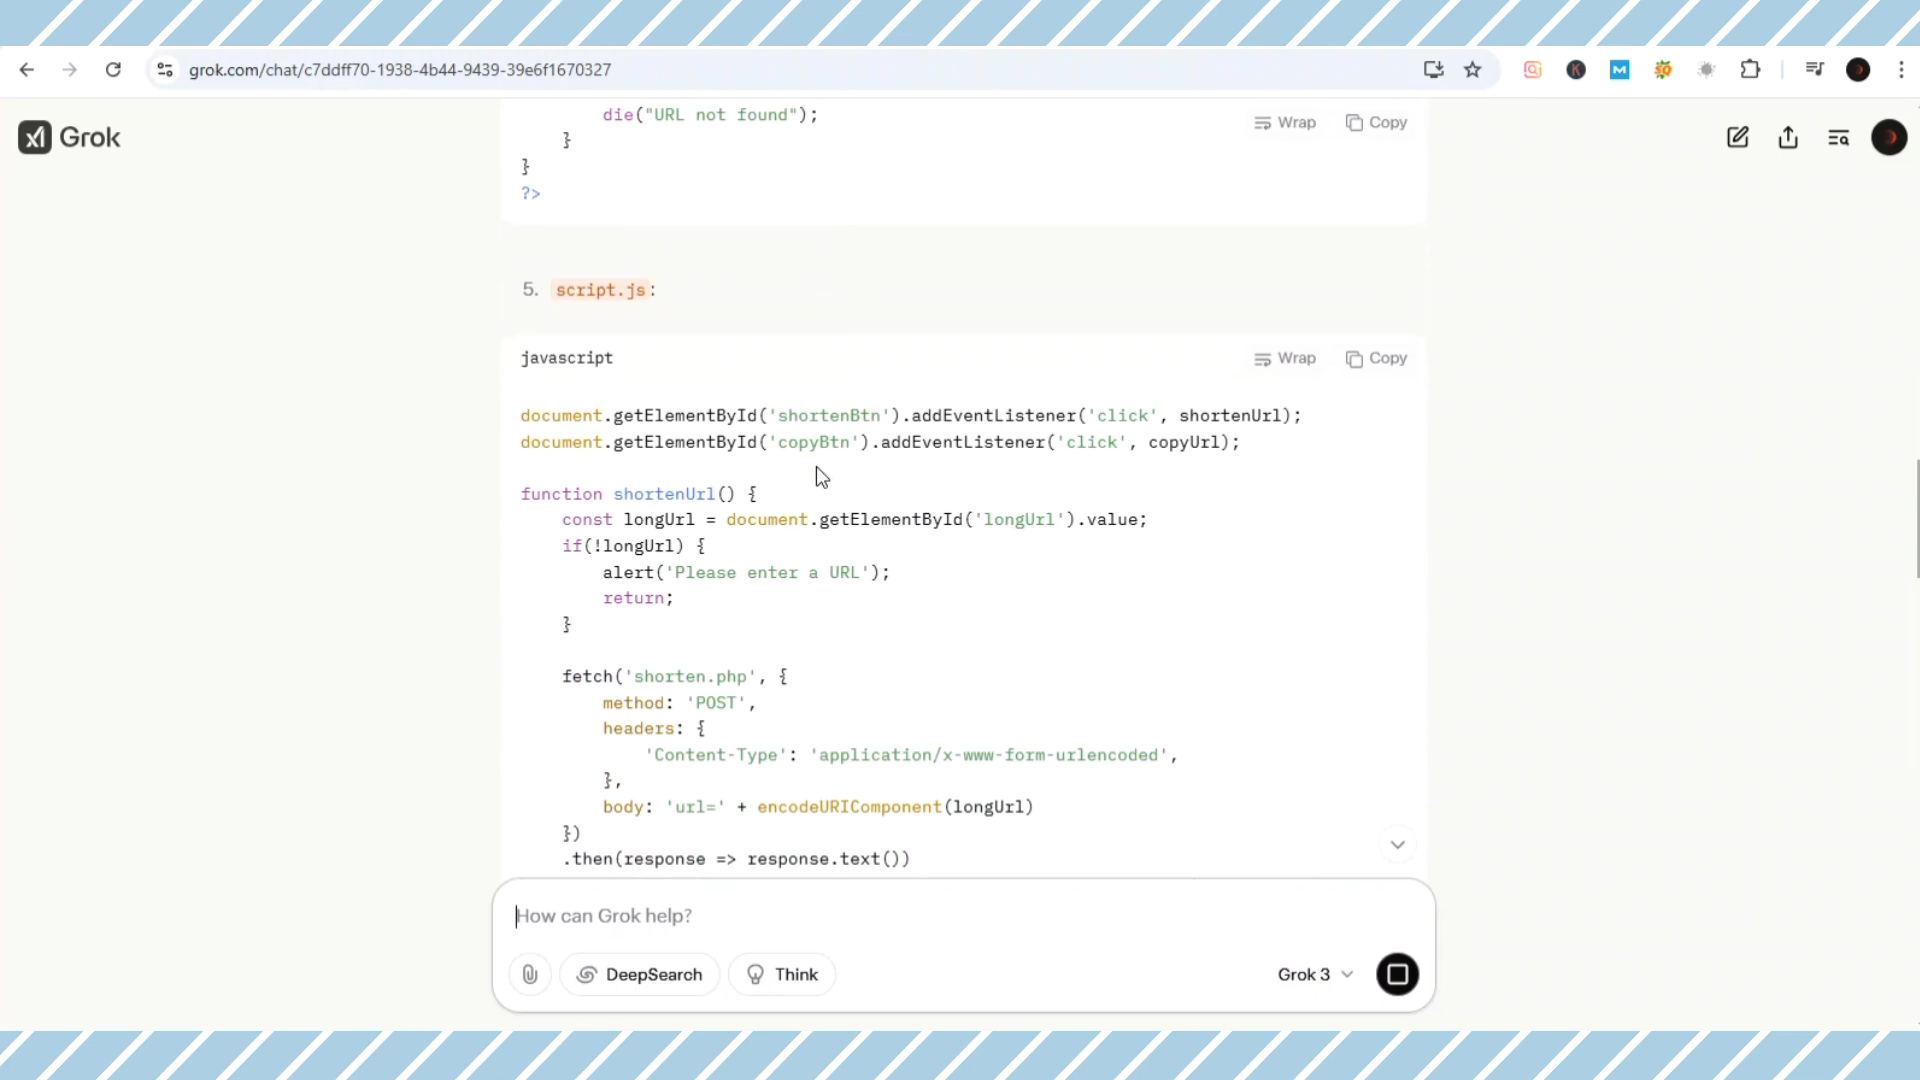 grok.com/chat/c7ddff70-1938-4b44-9439-39e6f1670327
Grok
die("URL not found");
Wrap Copy
}
}
?>
5. script.js:
javascript
Wrap Copy
document.getElementById('shortenBtn').addEventListener('click', shortenUrl);
document.getElementById('copyBtn').addEventListener('click', copyUrl);
function shortenUrl() {
const longUrl = document.getElementById('longUrl').value;
if(!longUrl) {
alert('Please enter a URL');
return;
}
fetch('shorten.php', {
method: 'POST',
headers: {
'Content-Type': 'application/x-www-form-urlencoded',
},
body: 'url=' + encodeURIComponent(longUrl)
})
.then(response => response.text())
How can Grok help?
DeepSearch
Think
Grok 3